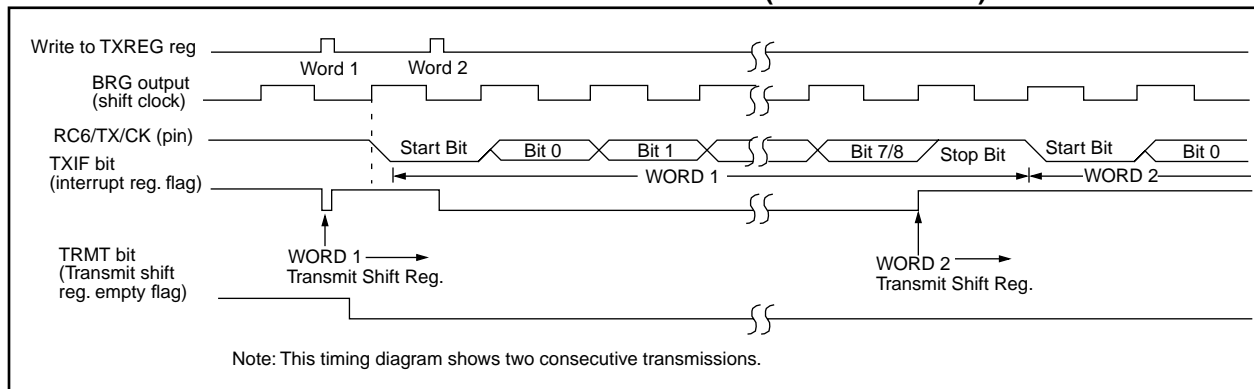 Write to TXREG reg
Word 1
Word 2
BRG output
(shift clock)
RC6/TX/CK (pin)
Start Bit
Bit 0
Bit 1
Bit 7/8
Stop Bit
Start Bit
Bit 0
TXIF bit
(interrupt reg. flag)
WORD 1
WORD 2
TRMT bit
(Transmit shift
reg. empty flag)
WORD 1
Transmit Shift Reg.
WORD 2
Transmit Shift Reg.
Note: This timing diagram shows two consecutive transmissions.